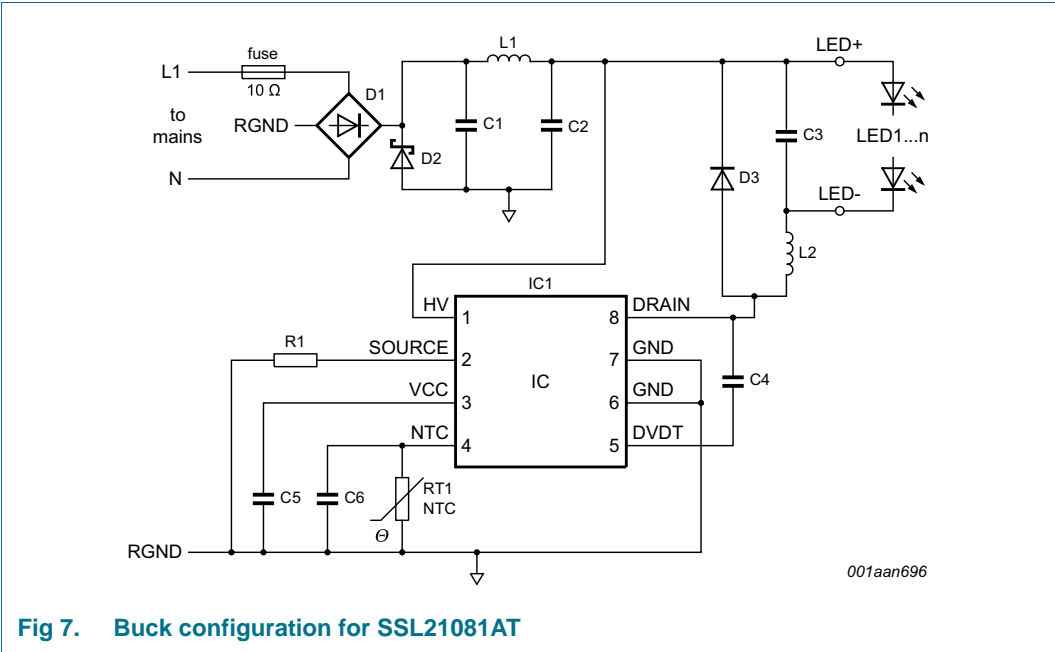 L1
LED+
fuse
L1
10 Ω
D1
to
mains
RGND
C1
C2
C3
LED1...n
D2
D3
N
LED-
L2
IC1
HV
DRAIN
1
8
R1
SOURCE
GND
2
7
IC
C4
VCC
GND
3
6
NTC
DVDT
4
5
C5
C6
RT1
NTC
Θ
RGND
001aan696
Fig 7. Buck configuration for SSL21081AT